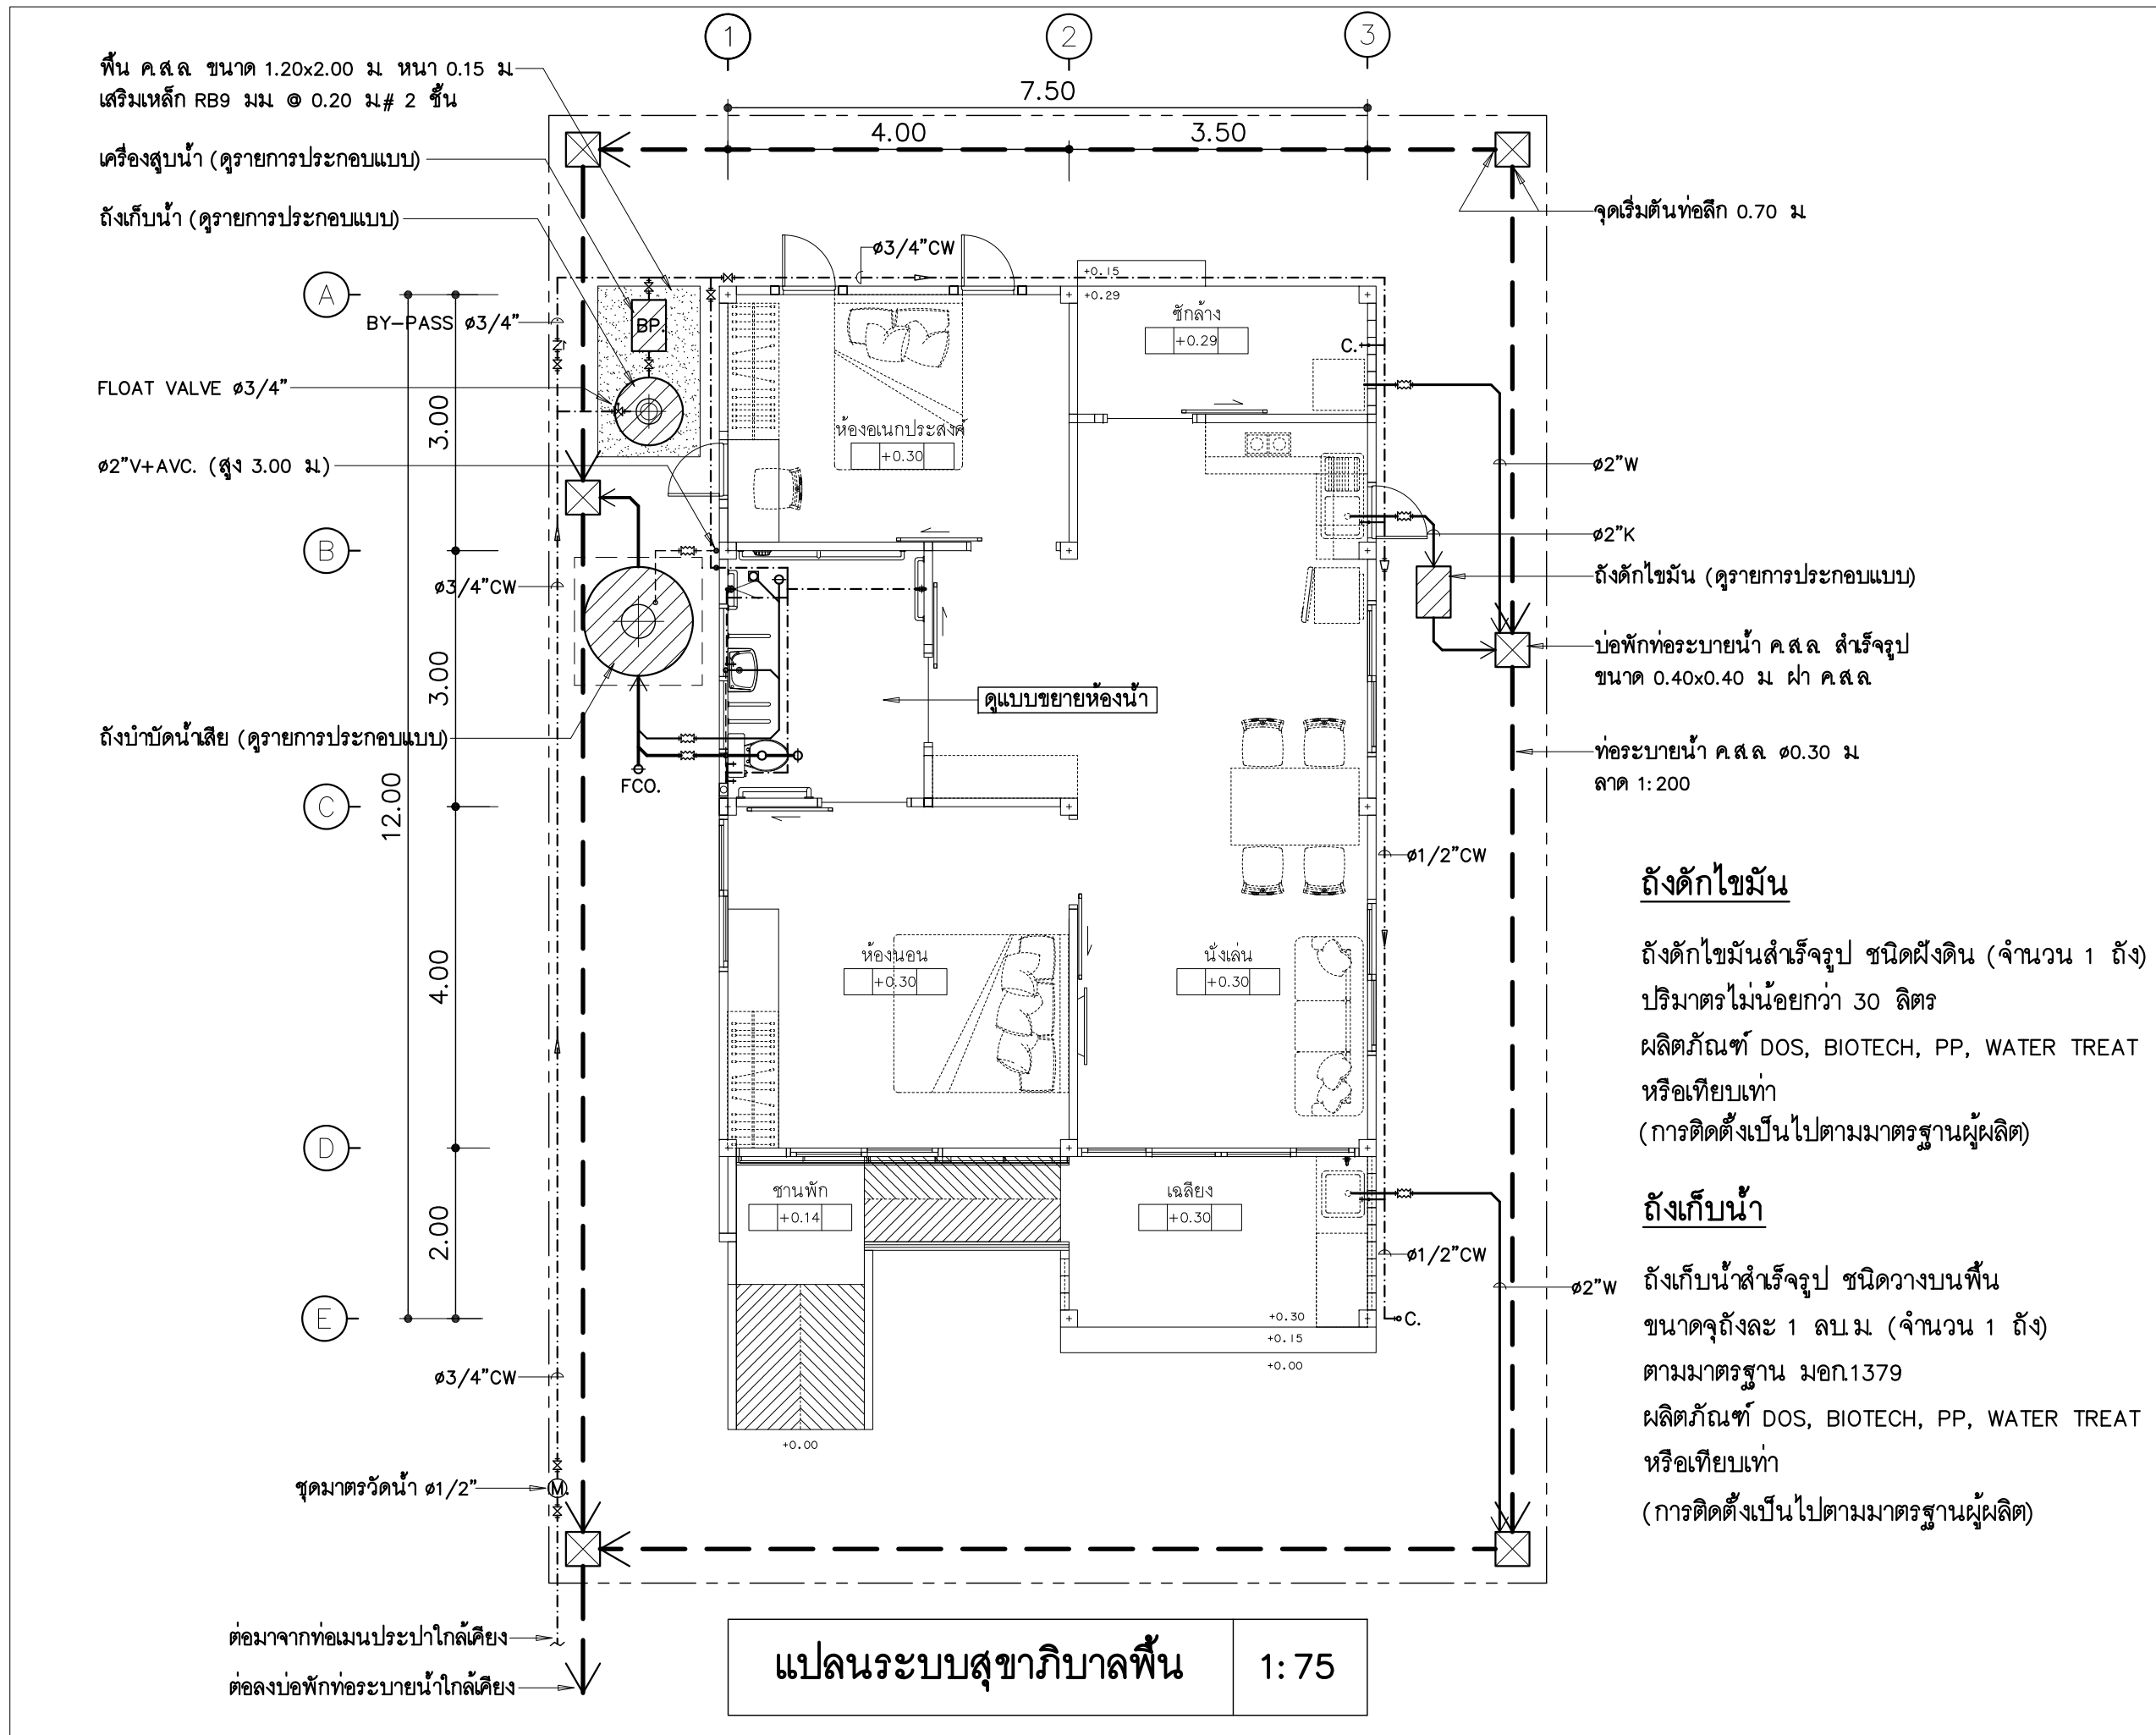 1
2
3
7.50
4.00
3.50
พื้น ค.ส.ล. ขนาด 1.20x2.00 ม. หนา 0.15 ม.
เสริมเหล็ก RB9 มม. @ 0.20 ม.# 2 ชั้น
เครื่องสูบน้ำ (ดูรายการประกอบแบบ)
ถังเก็บน้ำ (ดูรายการประกอบแบบ)
จุดเริ่มต้นท่อลึก 0.70 ม.
ø3/4"CW
+0.15
+0.29
A
BY-PASS ø3/4"
BP.
ซักล้าง
+0.29
C.
FLOAT VALVE ø3/4"
3.00
ห้องอเนกประสงค์
+0.30
ø2"V+AVC. (สูง 3.00 ม.)
ø2"W
ø2"K
B
ø3/4"CW
ถังดักไขมัน (ดูรายการประกอบแบบ)
บ่อพักท่อระบายน้ำ ค.ส.ล. สำเร็จรูป
ขนาด 0.40x0.40 ม. ฝา ค.ส.ล.
3.00
ดูแบบขยายห้องน้ำ
ถังบำบัดน้ำเสีย (ดูรายการประกอบแบบ)
ท่อระบายน้ำ ค.ส.ล. ø0.30 ม.
ลาด 1:200
FCO.
C
12.00
ø1/2"CW
ถังดักไขมัน
ถังดักไขมันสำเร็จรูป ชนิดฝังดิน (จำนวน 1 ถัง)
ปริมาตรไม่น้อยกว่า 30 ลิตร
ผลิตภัณฑ์ DOS, BIOTECH, PP, WATER TREAT
หรือเทียบเท่า
(การติดตั้งเป็นไปตามมาตรฐานผู้ผลิต)
4.00
ห้องนอน
+0.30
นั่งเล่น
+0.30
D
ชานพัก
+0.14
เฉลียง
+0.30
2.00
ø1/2"CW
ø2"W
ถังเก็บน้ำ
ถังเก็บน้ำสำเร็จรูป ชนิดวางบนพื้น
ขนาดจุถังละ 1 ลบ.ม. (จำนวน 1 ถัง)
ตามมาตรฐาน มอก.1379
ผลิตภัณฑ์ DOS, BIOTECH, PP, WATER TREAT
หรือเทียบเท่า
(การติดตั้งเป็นไปตามมาตรฐานผู้ผลิต)
E
+0.30
C.
+0.15
+0.00
ø3/4"CW
+0.00
ชุดมาตรวัดน้ำ ø1/2"
M.
ต่อมาจากท่อเมนประปาใกล้เคียง
ต่อลงบ่อพักท่อระบายน้ำใกล้เคียง
แปลนระบบสุขาภิบาลพื้น
1:75